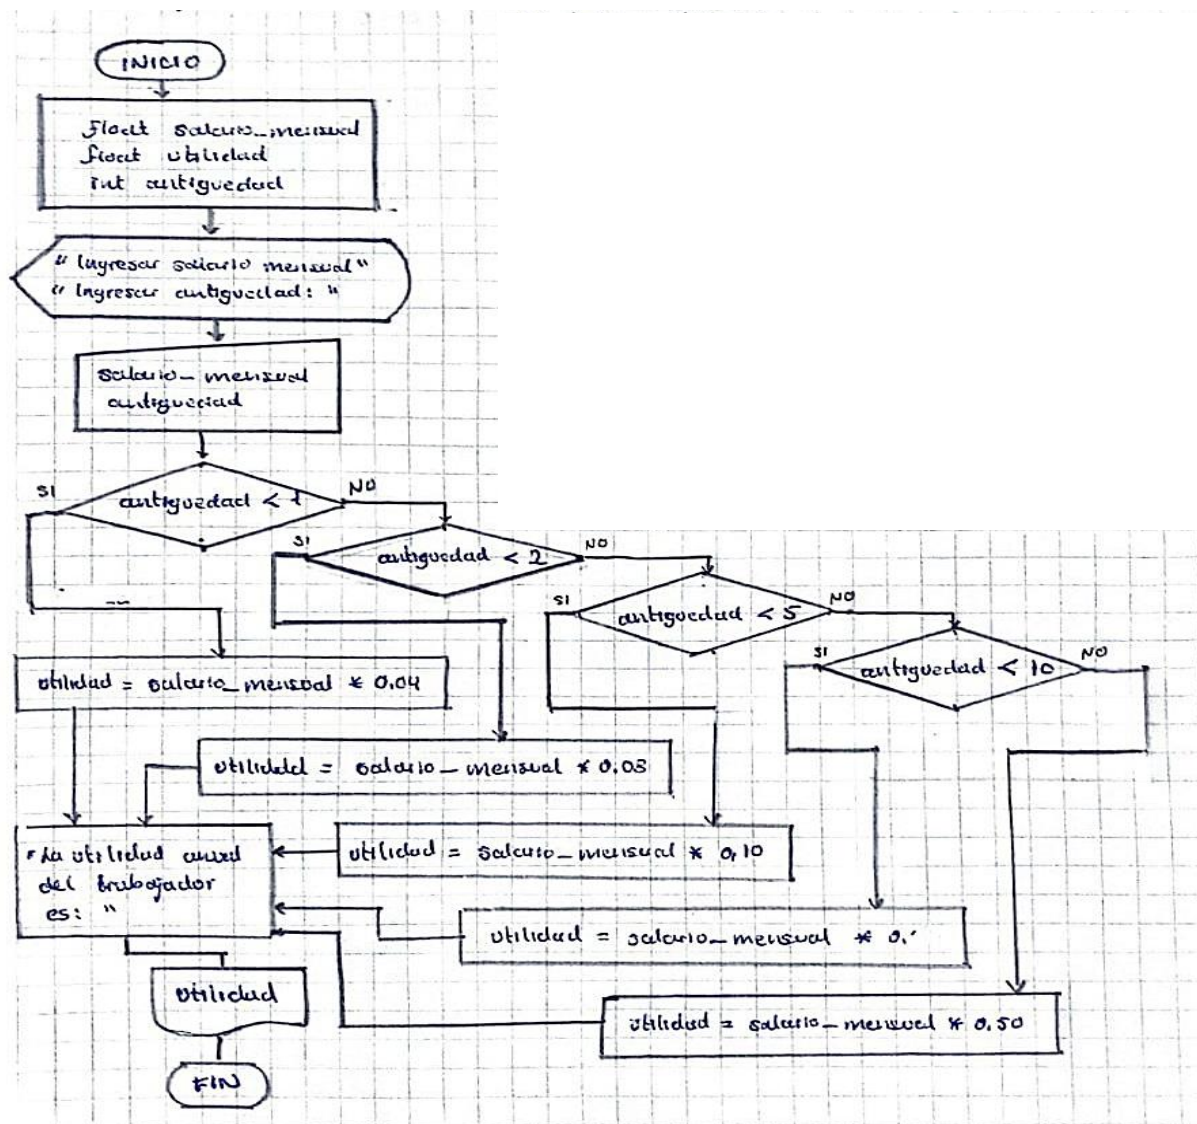 INICIO
float salario_mensual
float utilidad
int antiguedad
"Ingresar salario mensual"
"Ingresar antiguedad: "
salario_mensual
antiguedad
SI
antiguedad < 1
NO
SI
antiguedad < 2
NO
SI
antiguedad < 5
NO
SI
antiguedad < 10
NO
utilidad = salario_mensual * 0.04
utilidad = salario_mensual * 0.03
utilidad = salario_mensual * 0,10
utilidad = salario_mensual * 0.
utilidad = salario_mensual * 0.50
"La utilidad anual
del trabajador
es: "
utilidad
FIN